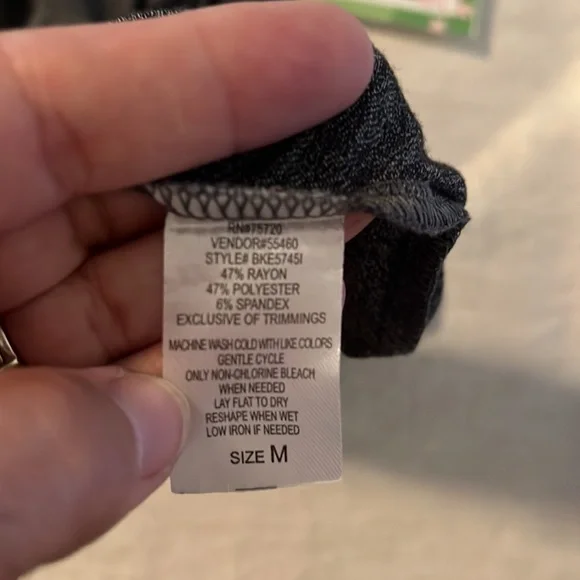 RN#75720
VENDOR#55460
STYLE# BKE5745I
47% RAYON
47% POLYESTER
6% SPANDEX
EXCLUSIVE OF TRIMMINGS
MACHINE WASH COLD WITH LIKE COLORS
GENTLE CYCLE
ONLY NON-CHLORINE BLEACH
WHEN NEEDED
LAY FLAT TO DRY
RESHAPE WHEN WET
LOW IRON IF NEEDED
SIZE M